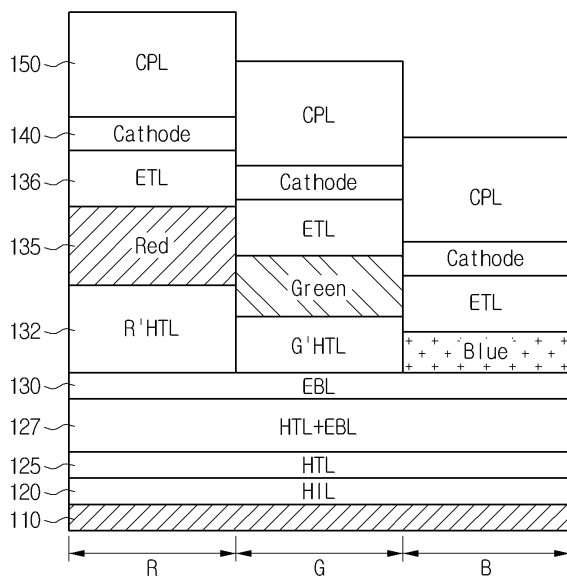 150
CPL
CPL
140
Cathode
136
ETL
Cathode
CPL
135
Red
ETL
Green
Cathode
ETL
132
R'HTL
G'HTL
Blue
130
EBL
127
HTL+EBL
125
HTL
120
HIL
110
R
G
B